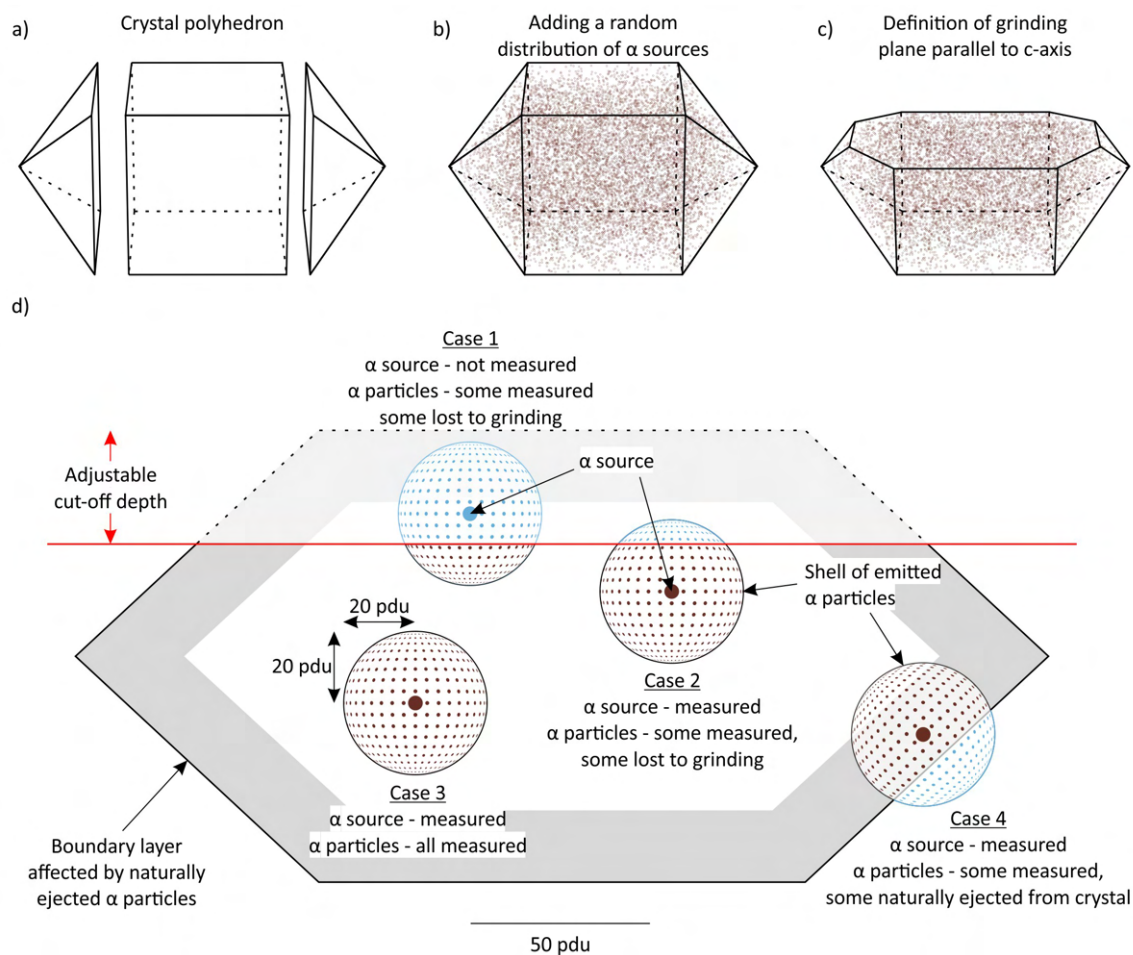 a)
Crystal polyhedron
b)
Adding a random
distribution of α sources
c)
Definition of grinding
plane parallel to c-axis
d)
Case 1
α source - not measured
α particles - some measured
some lost to grinding
Adjustable
cut-off depth
α source
Shell of emitted
α particles
20 pdu
20 pdu
Case 2
α source - measured
α particles - some measured,
some lost to grinding
Case 3
α source - measured
α particles - all measured
Case 4
α source - measured
α particles - some measured,
some naturally ejected from crystal
Boundary layer
affected by naturally
ejected α particles
50 pdu